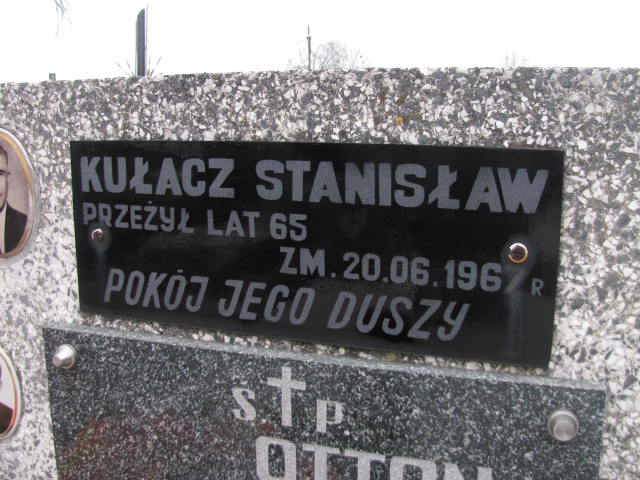 KUŁACZ STANISŁAW
PRZEŻYŁ LAT 65
ZM. 20.06.196 R
POKÓJ JEGO DUSZY
Ś. P.
OTTON